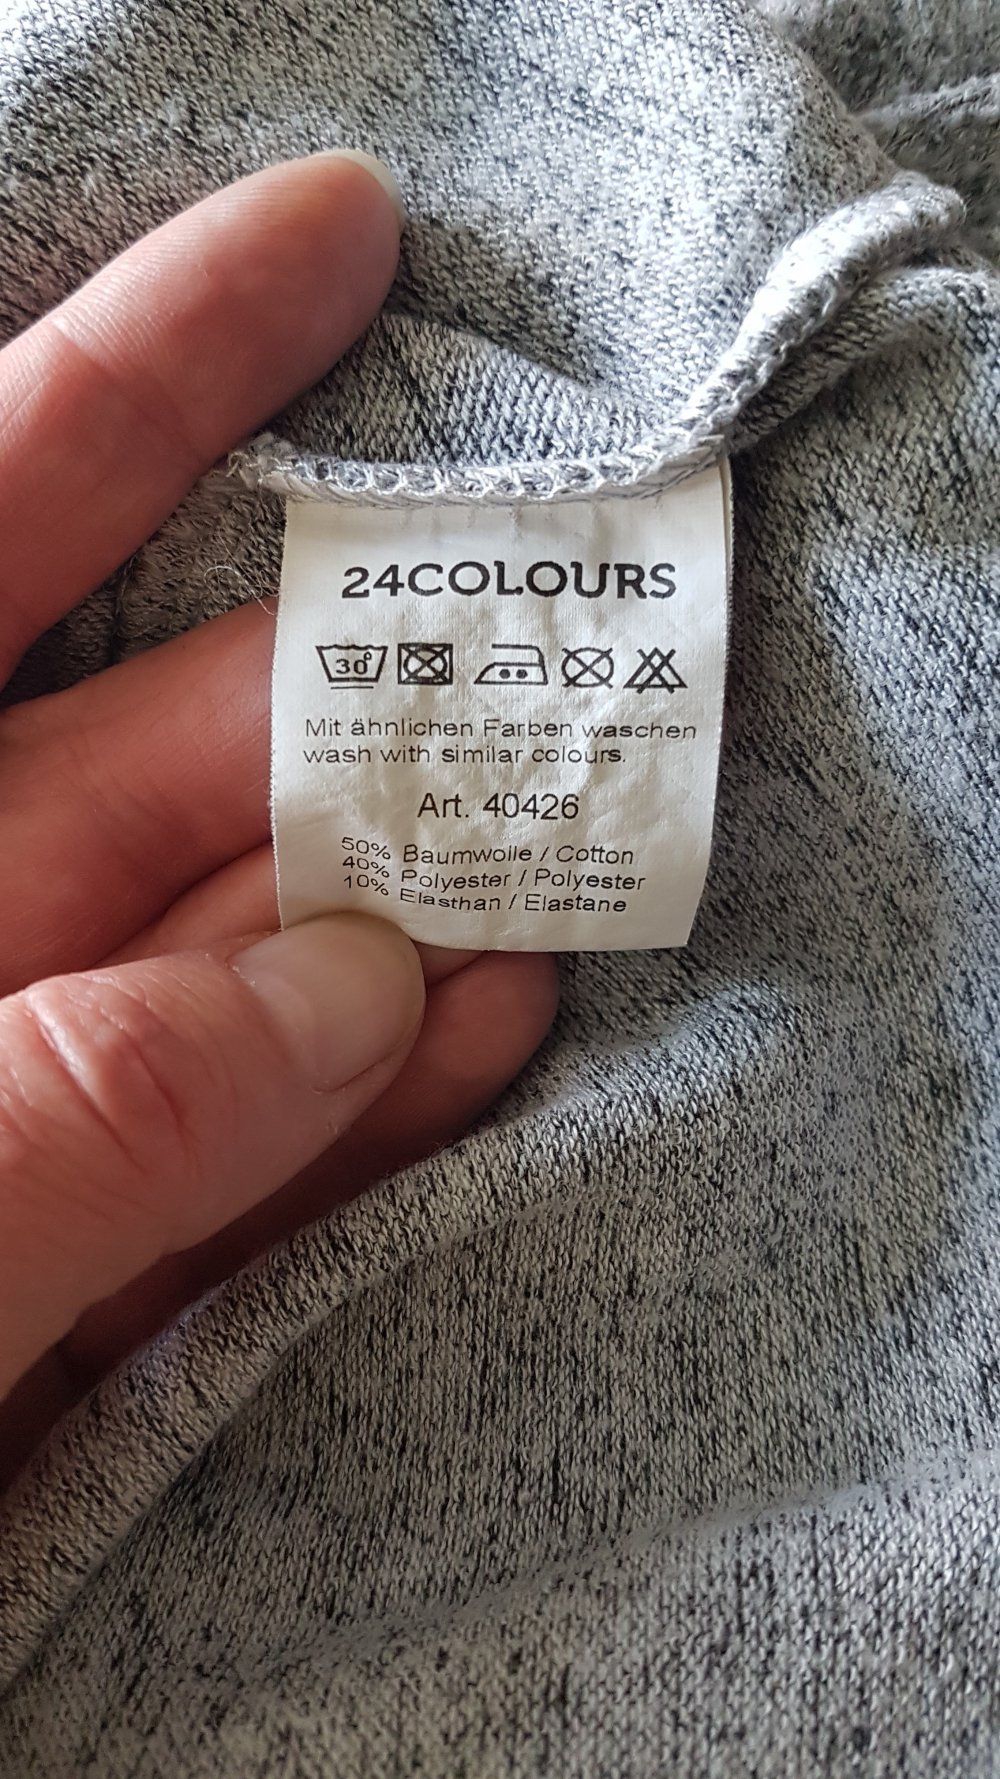 24COLOURS
30°
Mit ähnlichen Farben waschen
wash with similar colours.
Art. 40426
50% Baumwolle / Cotton
40% Polyester / Polyester
10% Elasthan / Elastane